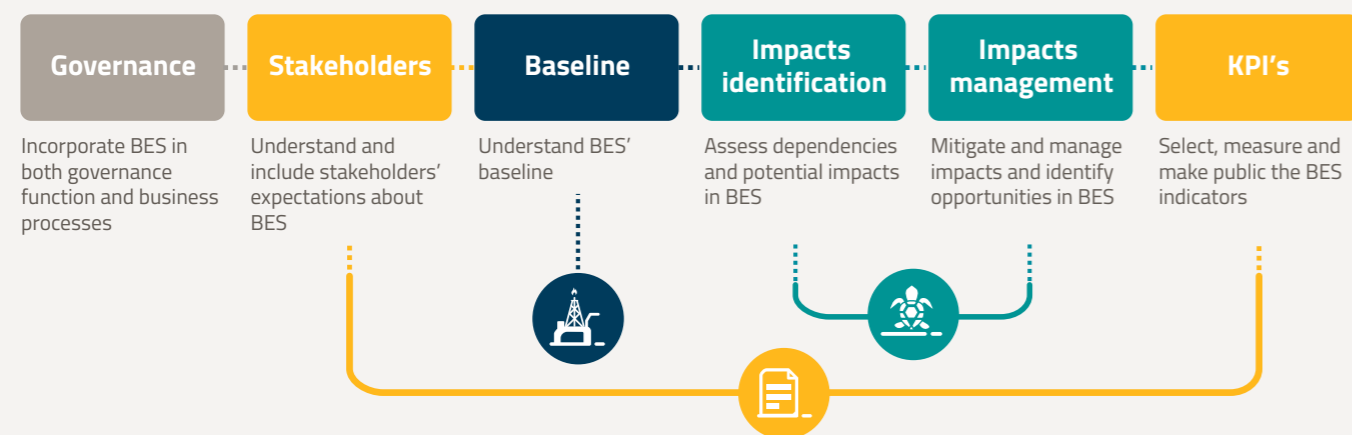 Governance
Incorporate BES in
both governance
function and business
processes
Stakeholders
Understand and
include stakeholders’
expectations about
BES
Baseline
Understand BES’
baseline
Impacts
identification
Assess dependencies
and potential impacts
in BES
Impacts
management
Mitigate and manage
impacts and identify
opportunities in BES
KPI’s
Select, measure and
make public the BES
indicators